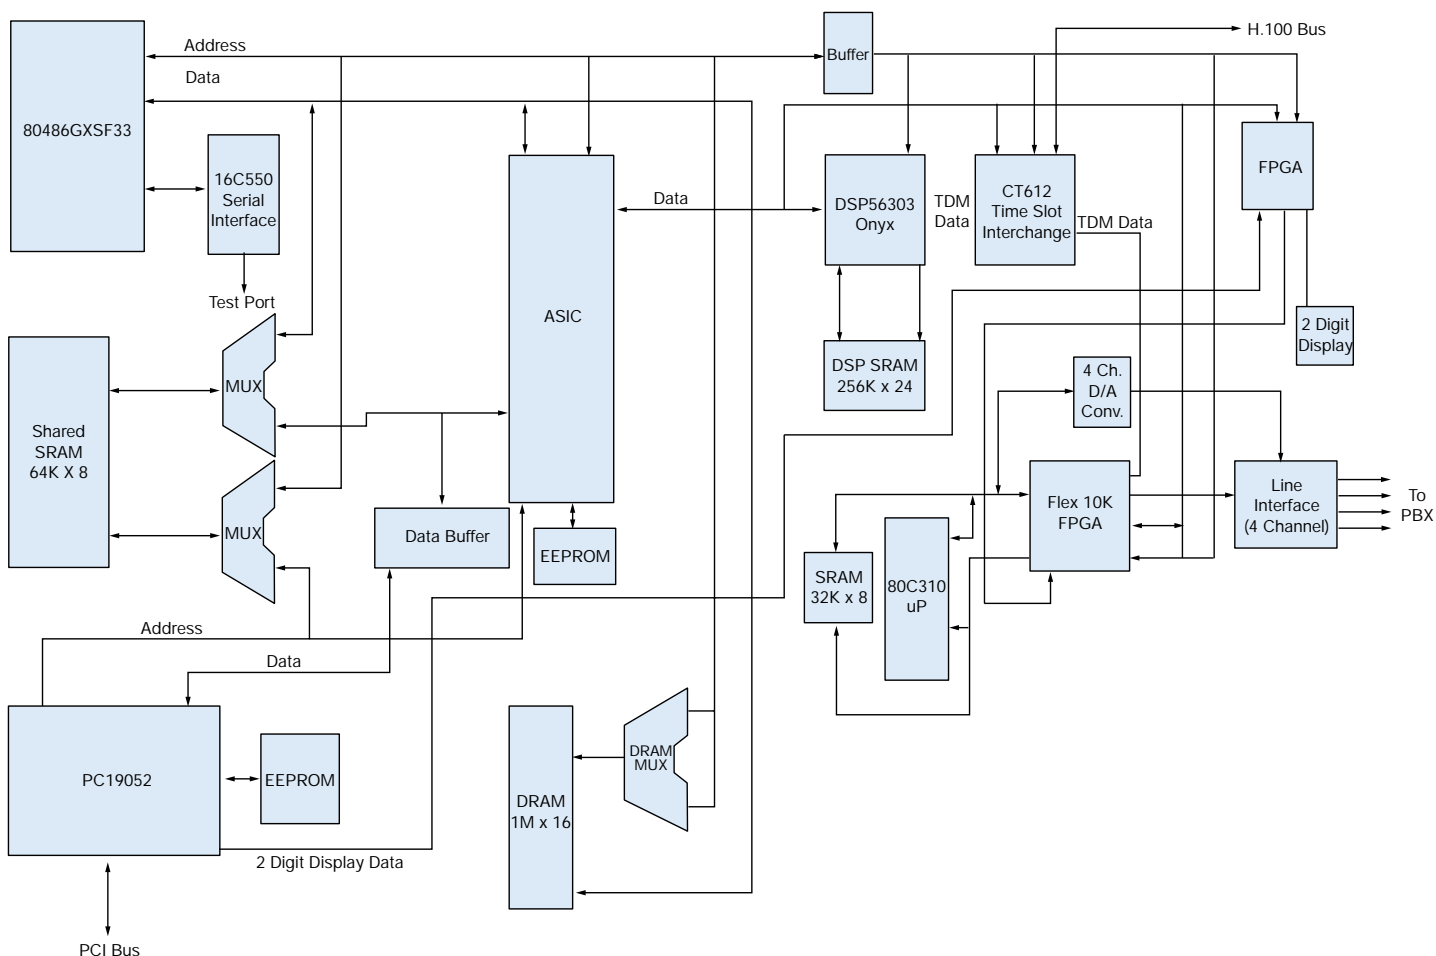 H.100 Bus
Address
Buffer
Data
80486GXSF33
16C550
Serial
Interface
Test Port
ASIC
Data
DSP56303
Onyx
TDM
Data
CT612
Time Slot
Interchange
TDM Data
FPGA
2 Digit
Display
DSP SRAM
256K x 24
4 Ch.
D/A
Conv.
MUX
Shared
SRAM
64K X 8
MUX
Data Buffer
EEPROM
Flex 10K
FPGA
Line
Interface
(4 Channel)
To
PBX
SRAM
32K x 8
80C310
uP
Address
Data
PC19052
EEPROM
2 Digit Display Data
DRAM
MUX
DRAM
1M x 16
PCI Bus